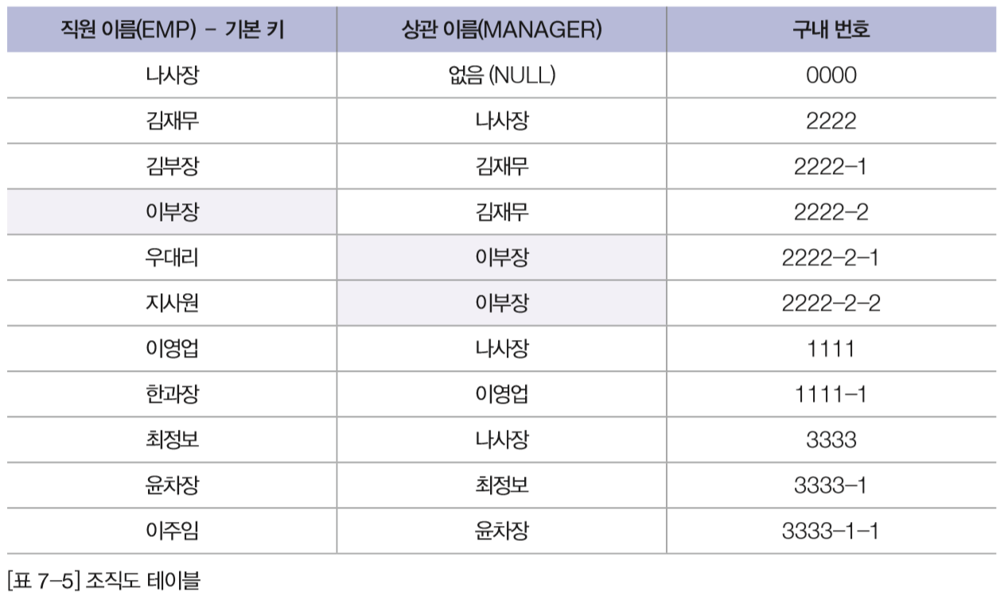 직원 이름(EMP) – 기본 키 상관 이름(MANAGER) 구내 번호
나사장 없음 (NULL) 0000
김재무 나사장 2222
김부장 김재무 2222–1
이부장 김재무 2222–2
우대리 이부장 2222–2–1
지사원 이부장 2222–2–2
이영업 나사장 1111
한과장 이영업 1111–1
최정보 나사장 3333
윤차장 최정보 3333–1
이주임 윤차장 3333–1–1
[표 7–5] 조직도 테이블